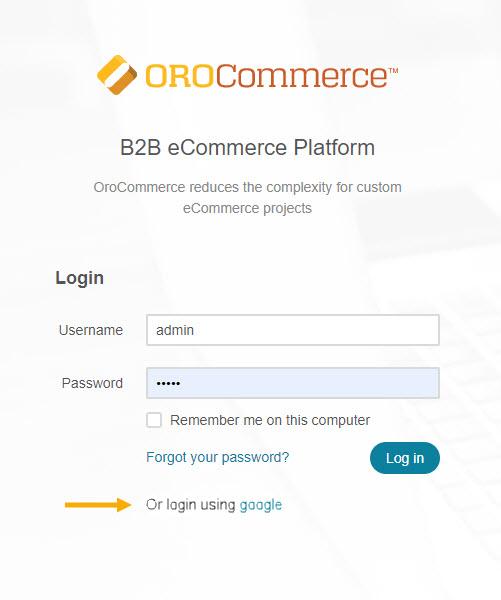 OROCommerce™
B2B eCommerce Platform
OroCommerce reduces the complexity for custom
eCommerce projects
Login
Username admin
Password •••••
Remember me on this computer
Forgot your password? Log in
Or login using google